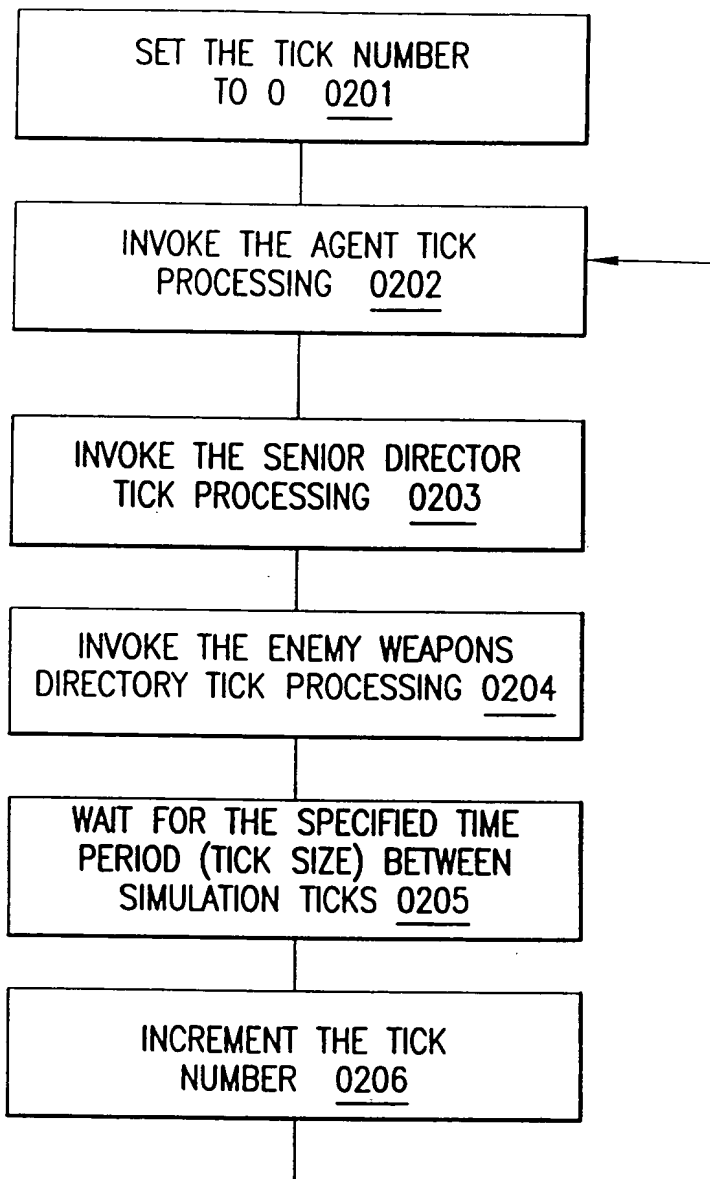 SET THE TICK NUMBER
TO 0 0201
INVOKE THE AGENT TICK
PROCESSING 0202
INVOKE THE SENIOR DIRECTOR
TICK PROCESSING 0203
INVOKE THE ENEMY WEAPONS
DIRECTORY TICK PROCESSING 0204
WAIT FOR THE SPECIFIED TIME
PERIOD (TICK SIZE) BETWEEN
SIMULATION TICKS 0205
INCREMENT THE TICK
NUMBER 0206